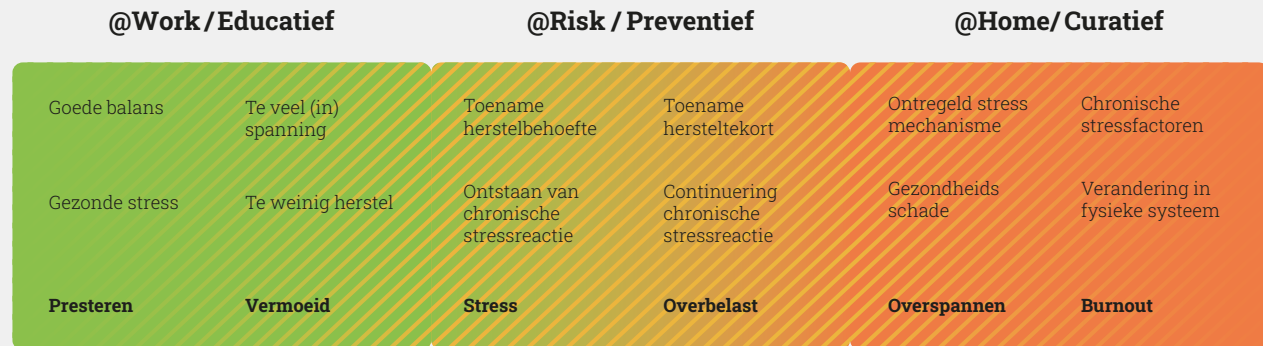 @Work/Educatief
@Risk / Preventief
@Home/ Curatief
Goede balans
Te veel (in)
spanning
Toename
herstelbehoefte
Toename
hersteltekort
Ontregeld stress
mechanisme
Chronische
stressfactoren
Gezonde stress
Te weinig herstel
Ontstaan van
chronische
stressreactie
Continuering
chronische
stressreactie
Gezondheids
schade
Verandering in
fysieke systeem
Presteren
Vermoeid
Stress
Overbelast
Overspannen
Burnout